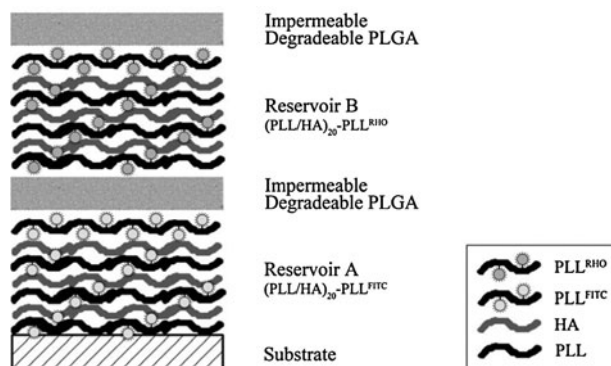 Impermeable
Degradeable PLGA
Reservoir B
(PLL/HA)₂₀-PLLᴿᴴᴼ
Impermeable
Degradeable PLGA
Reservoir A
(PLL/HA)₂₀-PLLᶠᴵᵀᶜ
Substrate
PLLᴿᴴᴼ
PLLᶠᴵᵀᶜ
HA
PLL